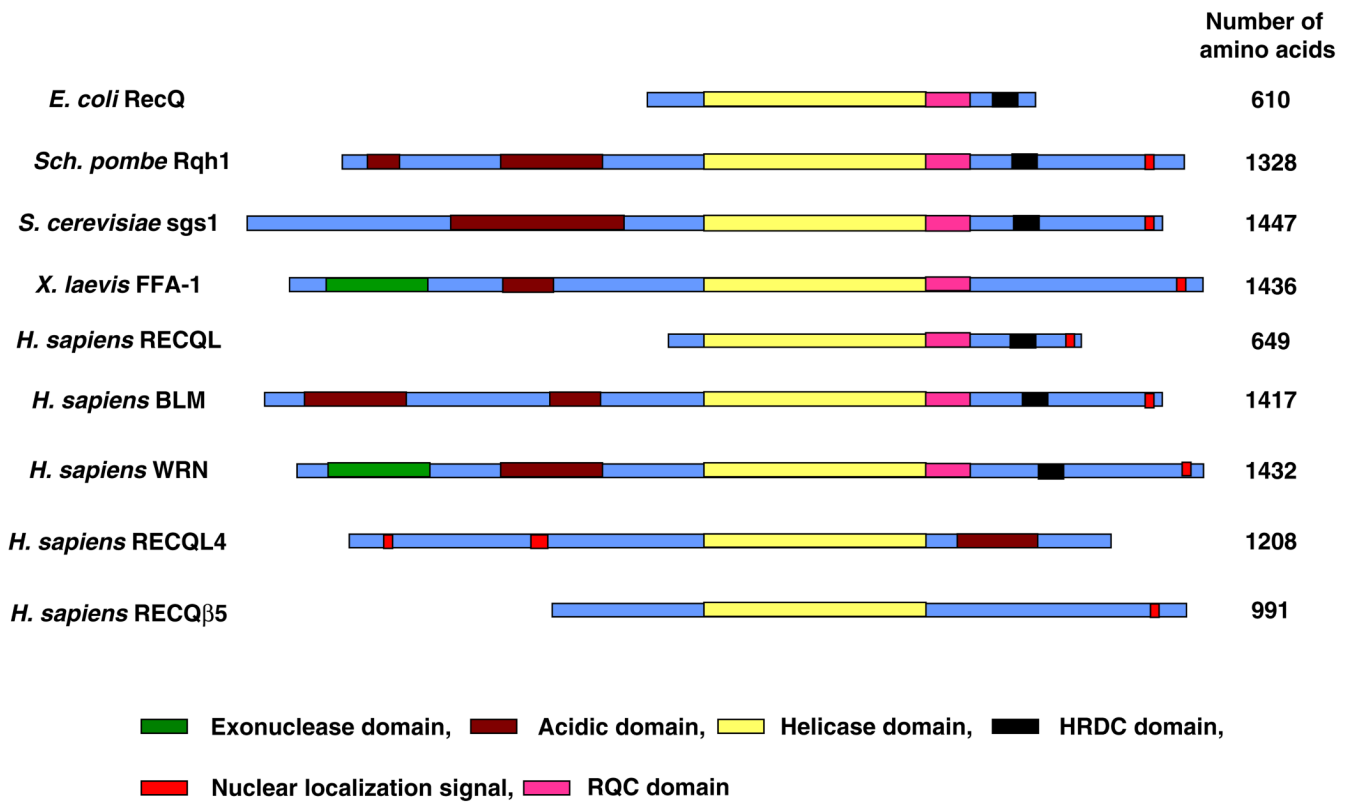 Number of
amino acids
E. coli RecQ 610
Sch. pombe Rqh1 1328
S. cerevisiae sgs1 1447
X. laevis FFA-1 1436
H. sapiens RECQL 649
H. sapiens BLM 1417
H. sapiens WRN 1432
H. sapiens RECQL4 1208
H. sapiens RECQβ5 991
Exonuclease domain, Acidic domain, Helicase domain, HRDC domain,
Nuclear localization signal, RQC domain